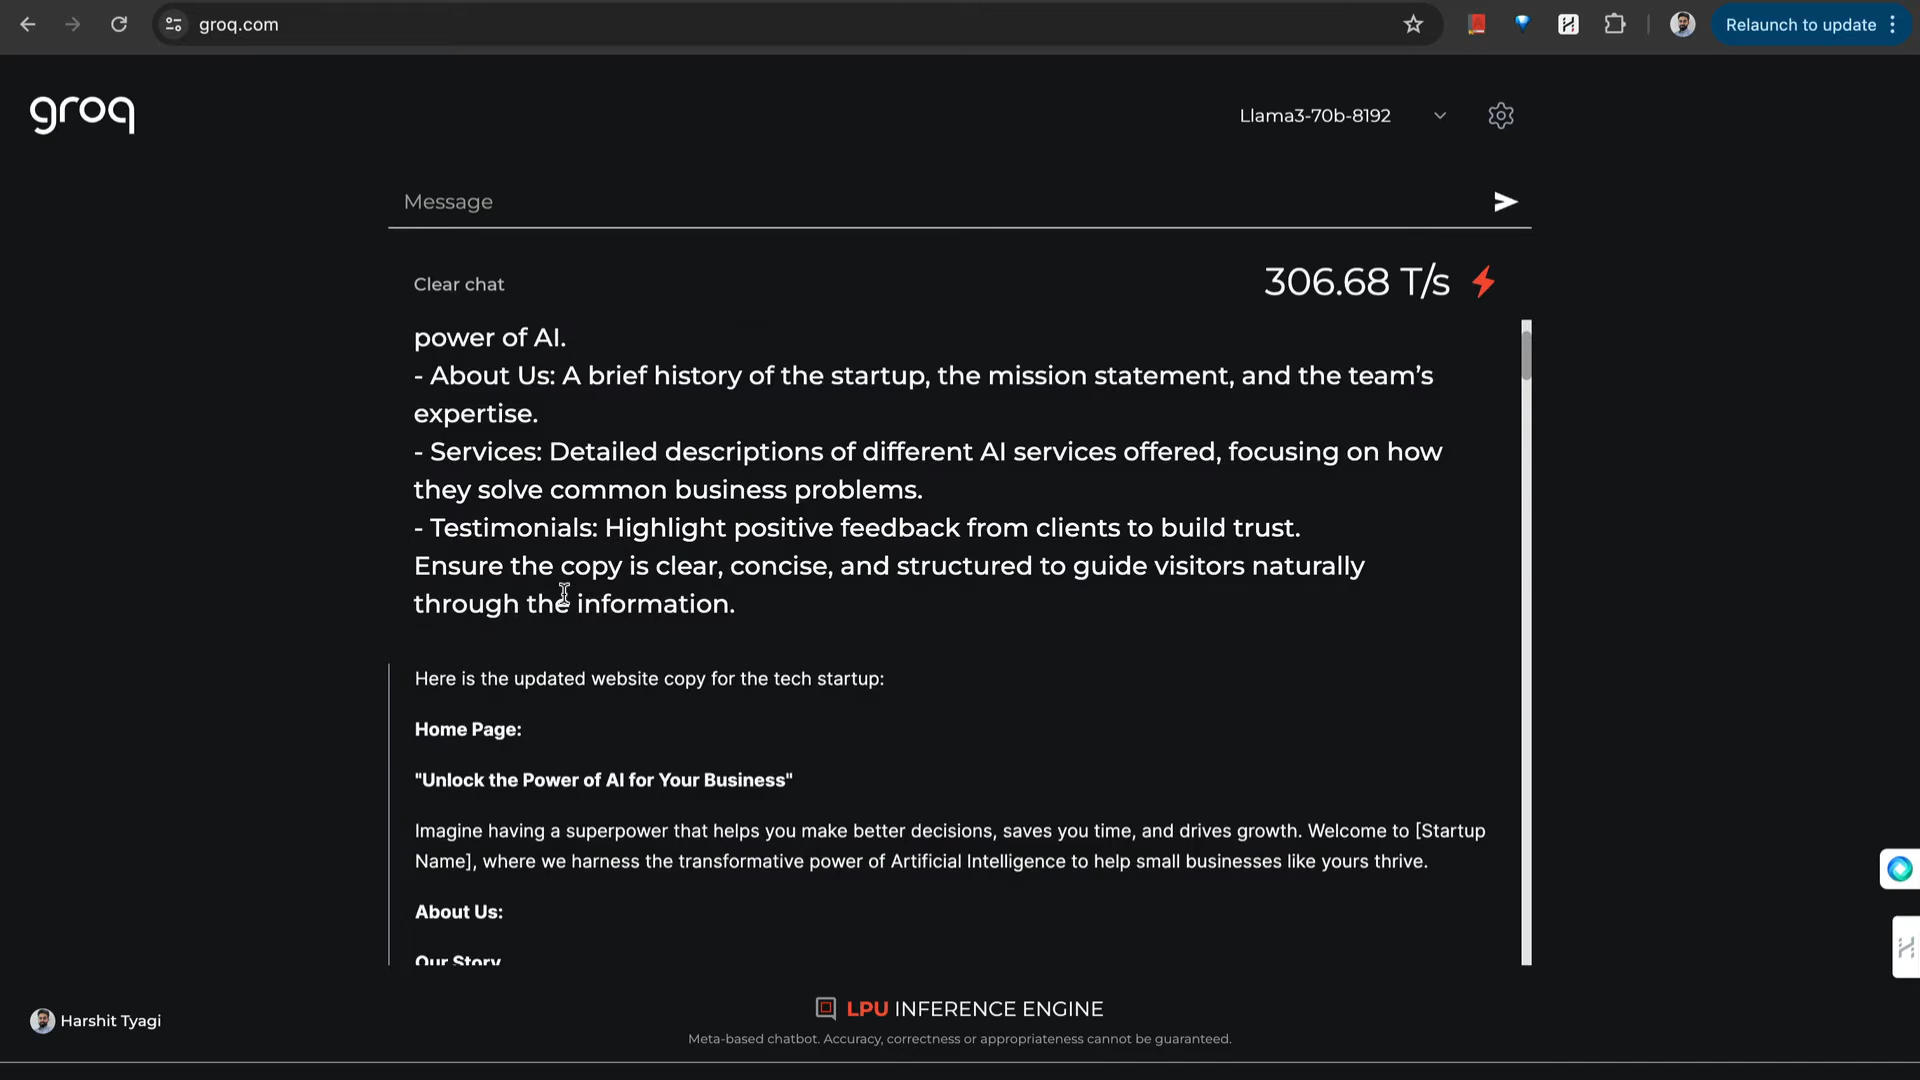 groq.com
Relaunch to update
groq
Llama3-70b-8192
Message
Clear chat
306.68 T/s
power of AI.
- About Us: A brief history of the startup, the mission statement, and the team’s
expertise.
- Services: Detailed descriptions of different AI services offered, focusing on how
they solve common business problems.
- Testimonials: Highlight positive feedback from clients to build trust.
Ensure the copy is clear, concise, and structured to guide visitors naturally
through the information.
Here is the updated website copy for the tech startup:
Home Page:
"Unlock the Power of AI for Your Business"
Imagine having a superpower that helps you make better decisions, saves you time, and drives growth. Welcome to [Startup
Name], where we harness the transformative power of Artificial Intelligence to help small businesses like yours thrive.
About Us:
Our Story
LPU INFERENCE ENGINE
Harshit Tyagi
Meta-based chatbot. Accuracy, correctness or appropriateness cannot be guaranteed.